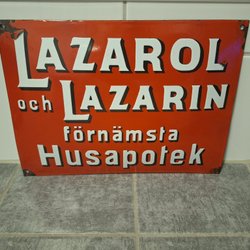 LAZAROL
och LAZARIN
förnämsta
Husapotek